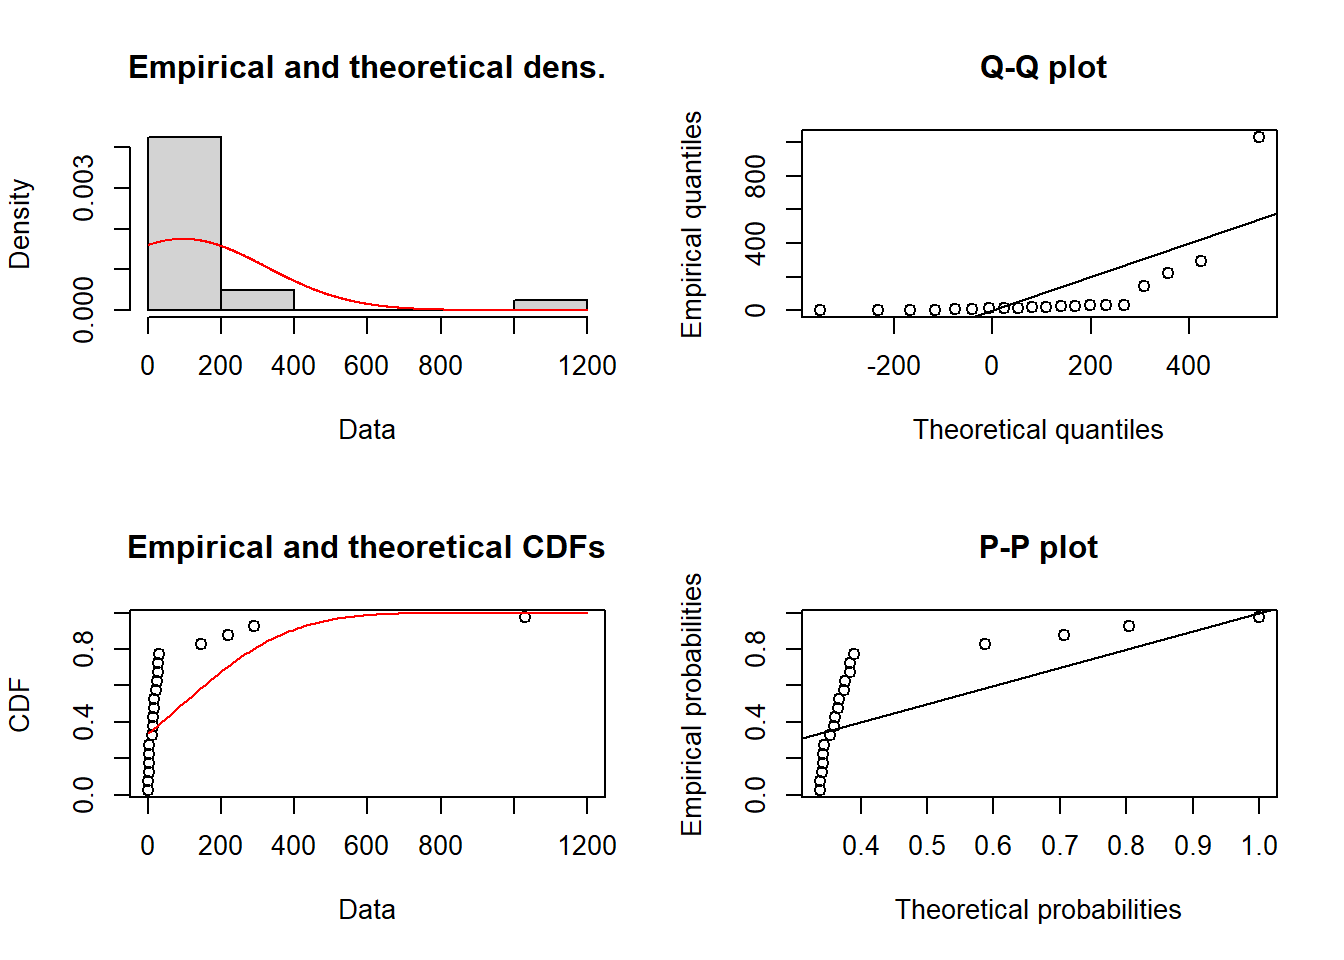 Empirical and theoretical dens.
Density
0.000
0.003
0
200
400
600
800
1200
Data
Q-Q plot
Empirical quantiles
0
400
800
-200
0
200
400
Theoretical quantiles
Empirical and theoretical CDFs
CDF
0.0
0.4
0.8
0
200
400
600
800
1200
Data
P-P plot
Empirical probabilities
0.0
0.4
0.8
0.4
0.5
0.6
0.7
0.8
0.9
1.0
Theoretical probabilities